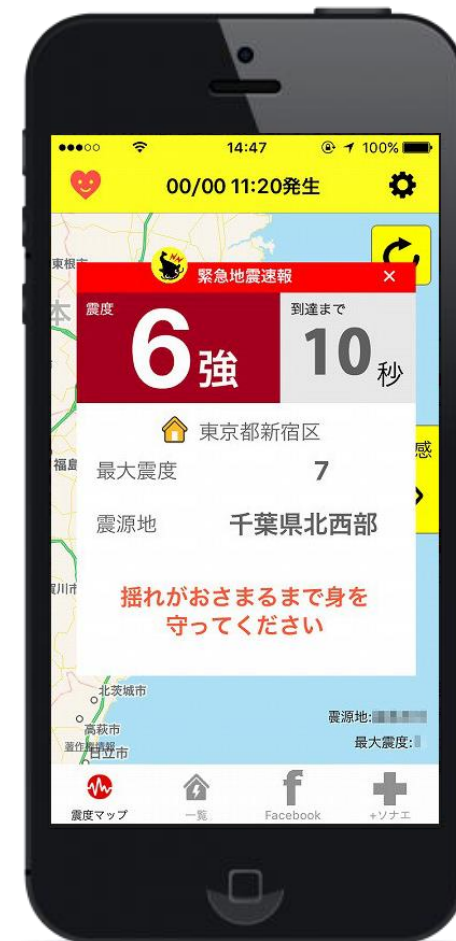 14:47
100%
00/00 11:20発生
東根市
緊急地震速報
×
本
震度
6強
到達まで
10秒
東京都新宿区
福島
感
最大震度
7
震源地
千葉県北西部
揺れがおさまるまで身を
守ってください
北茨城市
高萩市
日立市
震源地:
最大震度:
震度マップ
一覧
f
Facebook
+ソナエ